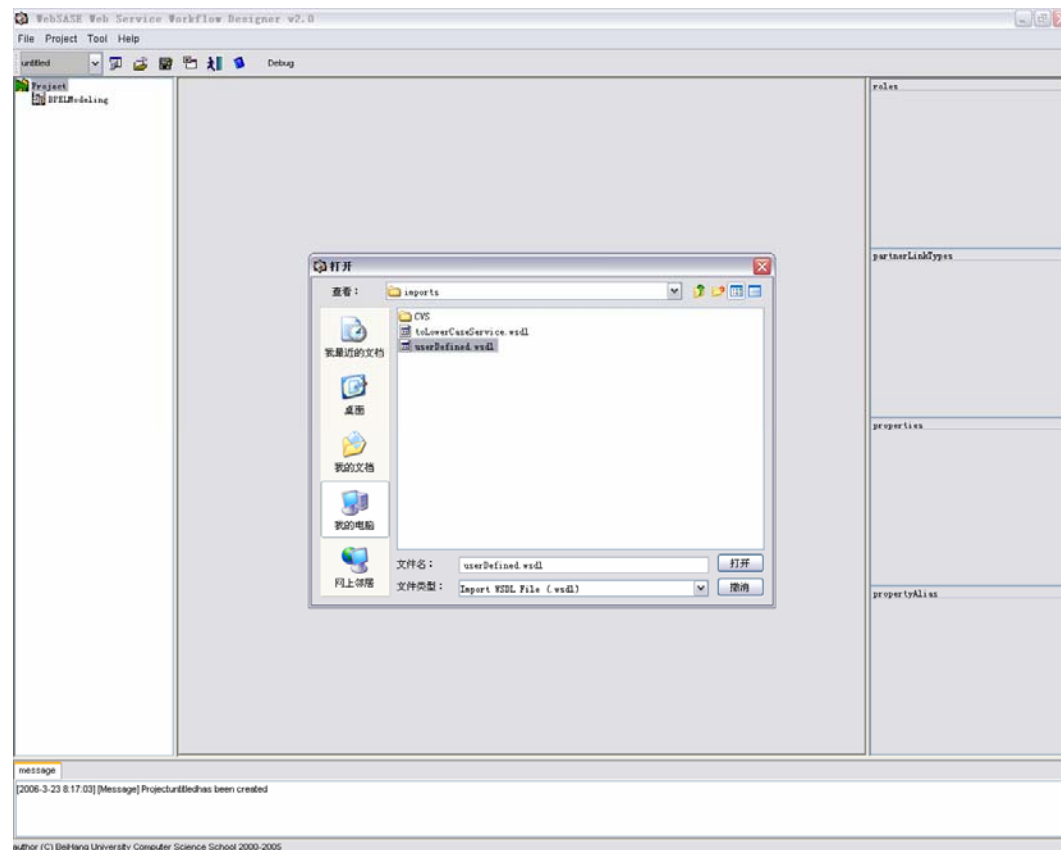 WebSASE Web Service Workflow Designer v2.0
File Project Tool Help
untitled Debug
Project
BPELModeling
roles
partnerLinkTypes
properties
propertyAlias
打开
查看：
imports
CVS
toLowerCaseService.wsdl
userDefined.wsdl
我最近的文档
桌面
我的文档
我的电脑
网上邻居
文件名：
userDefined.wsdl
打开
文件类型：
Import WSDL File (.wsdl)
撤消
message
[2006-3-23 8:17:03] [Message] Projectuntitledhas been created
author (C) BeiHang University Computer Science School 2000-2005